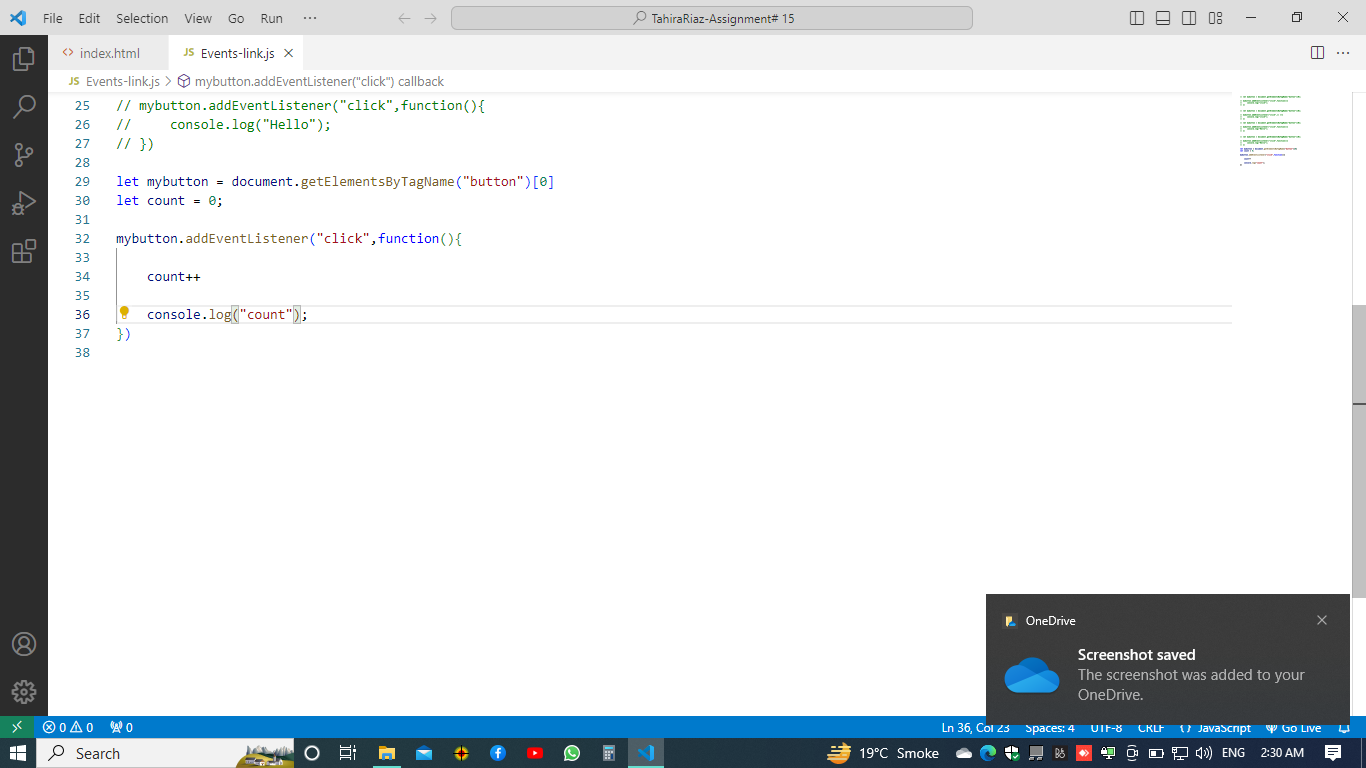 File Edit Selection View Go Run ···
TahiraRiaz-Assignment# 15
<> index.html
JS Events-link.js
JS Events-link.js > mybutton.addEventListener("click") callback
25 // mybutton.addEventListener("click",function(){
26 //     console.log("Hello");
27 // })
28
29 let mybutton = document.getElementsByTagName("button")[0]
30 let count = 0;
31
32 mybutton.addEventListener("click",function(){
33
34     count++
35
36     console.log("count");
37 })
38
OneDrive
Screenshot saved
The screenshot was added to your
OneDrive.
0 0 0
Ln 36, Col 23 Spaces: 4 UTF-8 CRLF JavaScript Go Live
Search
19°C Smoke
ENG
2:30 AM